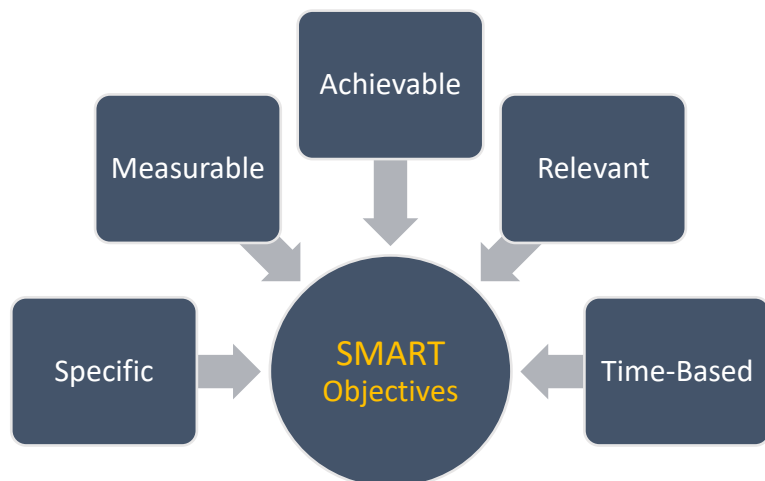 Achievable
Measurable
Relevant
Specific
SMART
Objectives
Time-Based